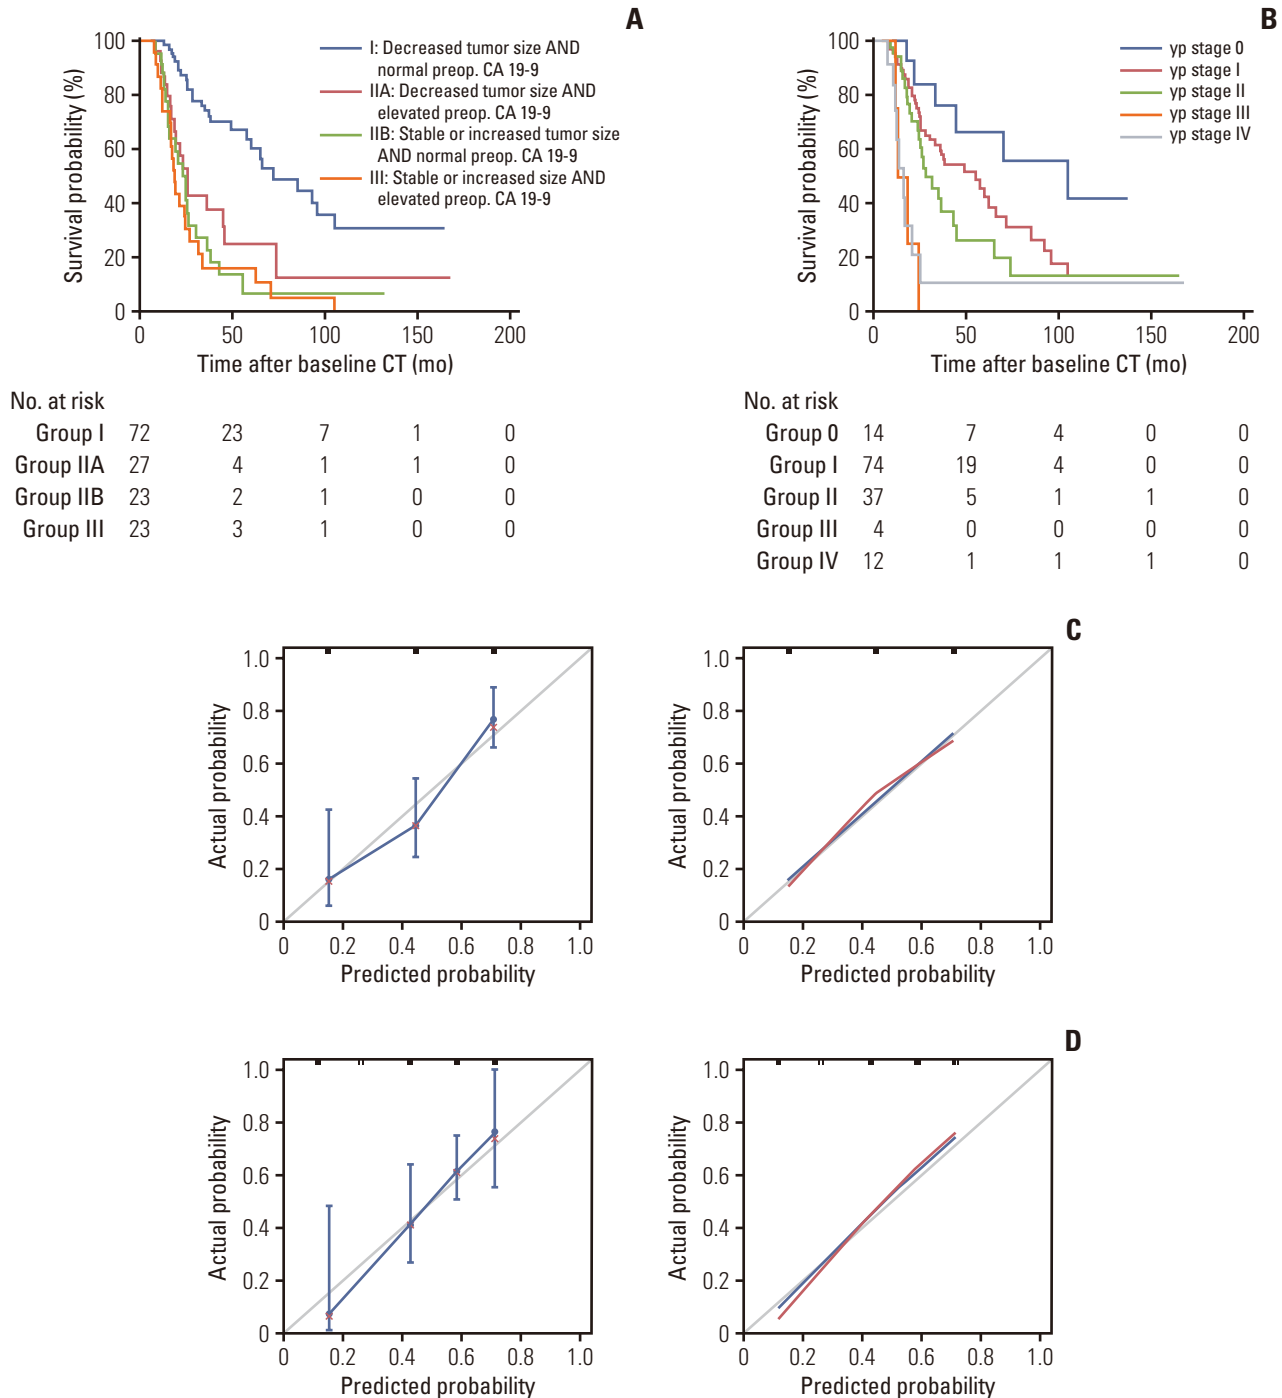 A
100
80
60
40
20
0
Survival probability (%)
I: Decreased tumor size AND
normal preop. CA 19-9
IIA: Decreased tumor size AND
elevated preop. CA 19-9
IIB: Stable or increased tumor size
AND normal preop. CA 19-9
III: Stable or increased size AND
elevated preop. CA 19-9
0 50 100 150 200
Time after baseline CT (mo)
No. at risk
Group I 72 23 7 1 0
Group IIA 27 4 1 1 0
Group IIB 23 2 1 0 0
Group III 23 3 1 0 0
B
100
80
60
40
20
0
Survival probability (%)
yp stage 0
yp stage I
yp stage II
yp stage III
yp stage IV
0 50 100 150 200
Time after baseline CT (mo)
No. at risk
Group 0 14 7 4 0 0
Group I 74 19 4 0 0
Group II 37 5 1 1 0
Group III 4 0 0 0 0
Group IV 12 1 1 1 0
C
1.0
0.8
0.6
0.4
0.2
0
Actual probability
0 0.2 0.4 0.6 0.8 1.0
Predicted probability
1.0
0.8
0.6
0.4
0.2
0
Actual probability
0 0.2 0.4 0.6 0.8 1.0
Predicted probability
D
1.0
0.8
0.6
0.4
0.2
0
Actual probability
0 0.2 0.4 0.6 0.8 1.0
Predicted probability
1.0
0.8
0.6
0.4
0.2
0
Actual probability
0 0.2 0.4 0.6 0.8 1.0
Predicted probability